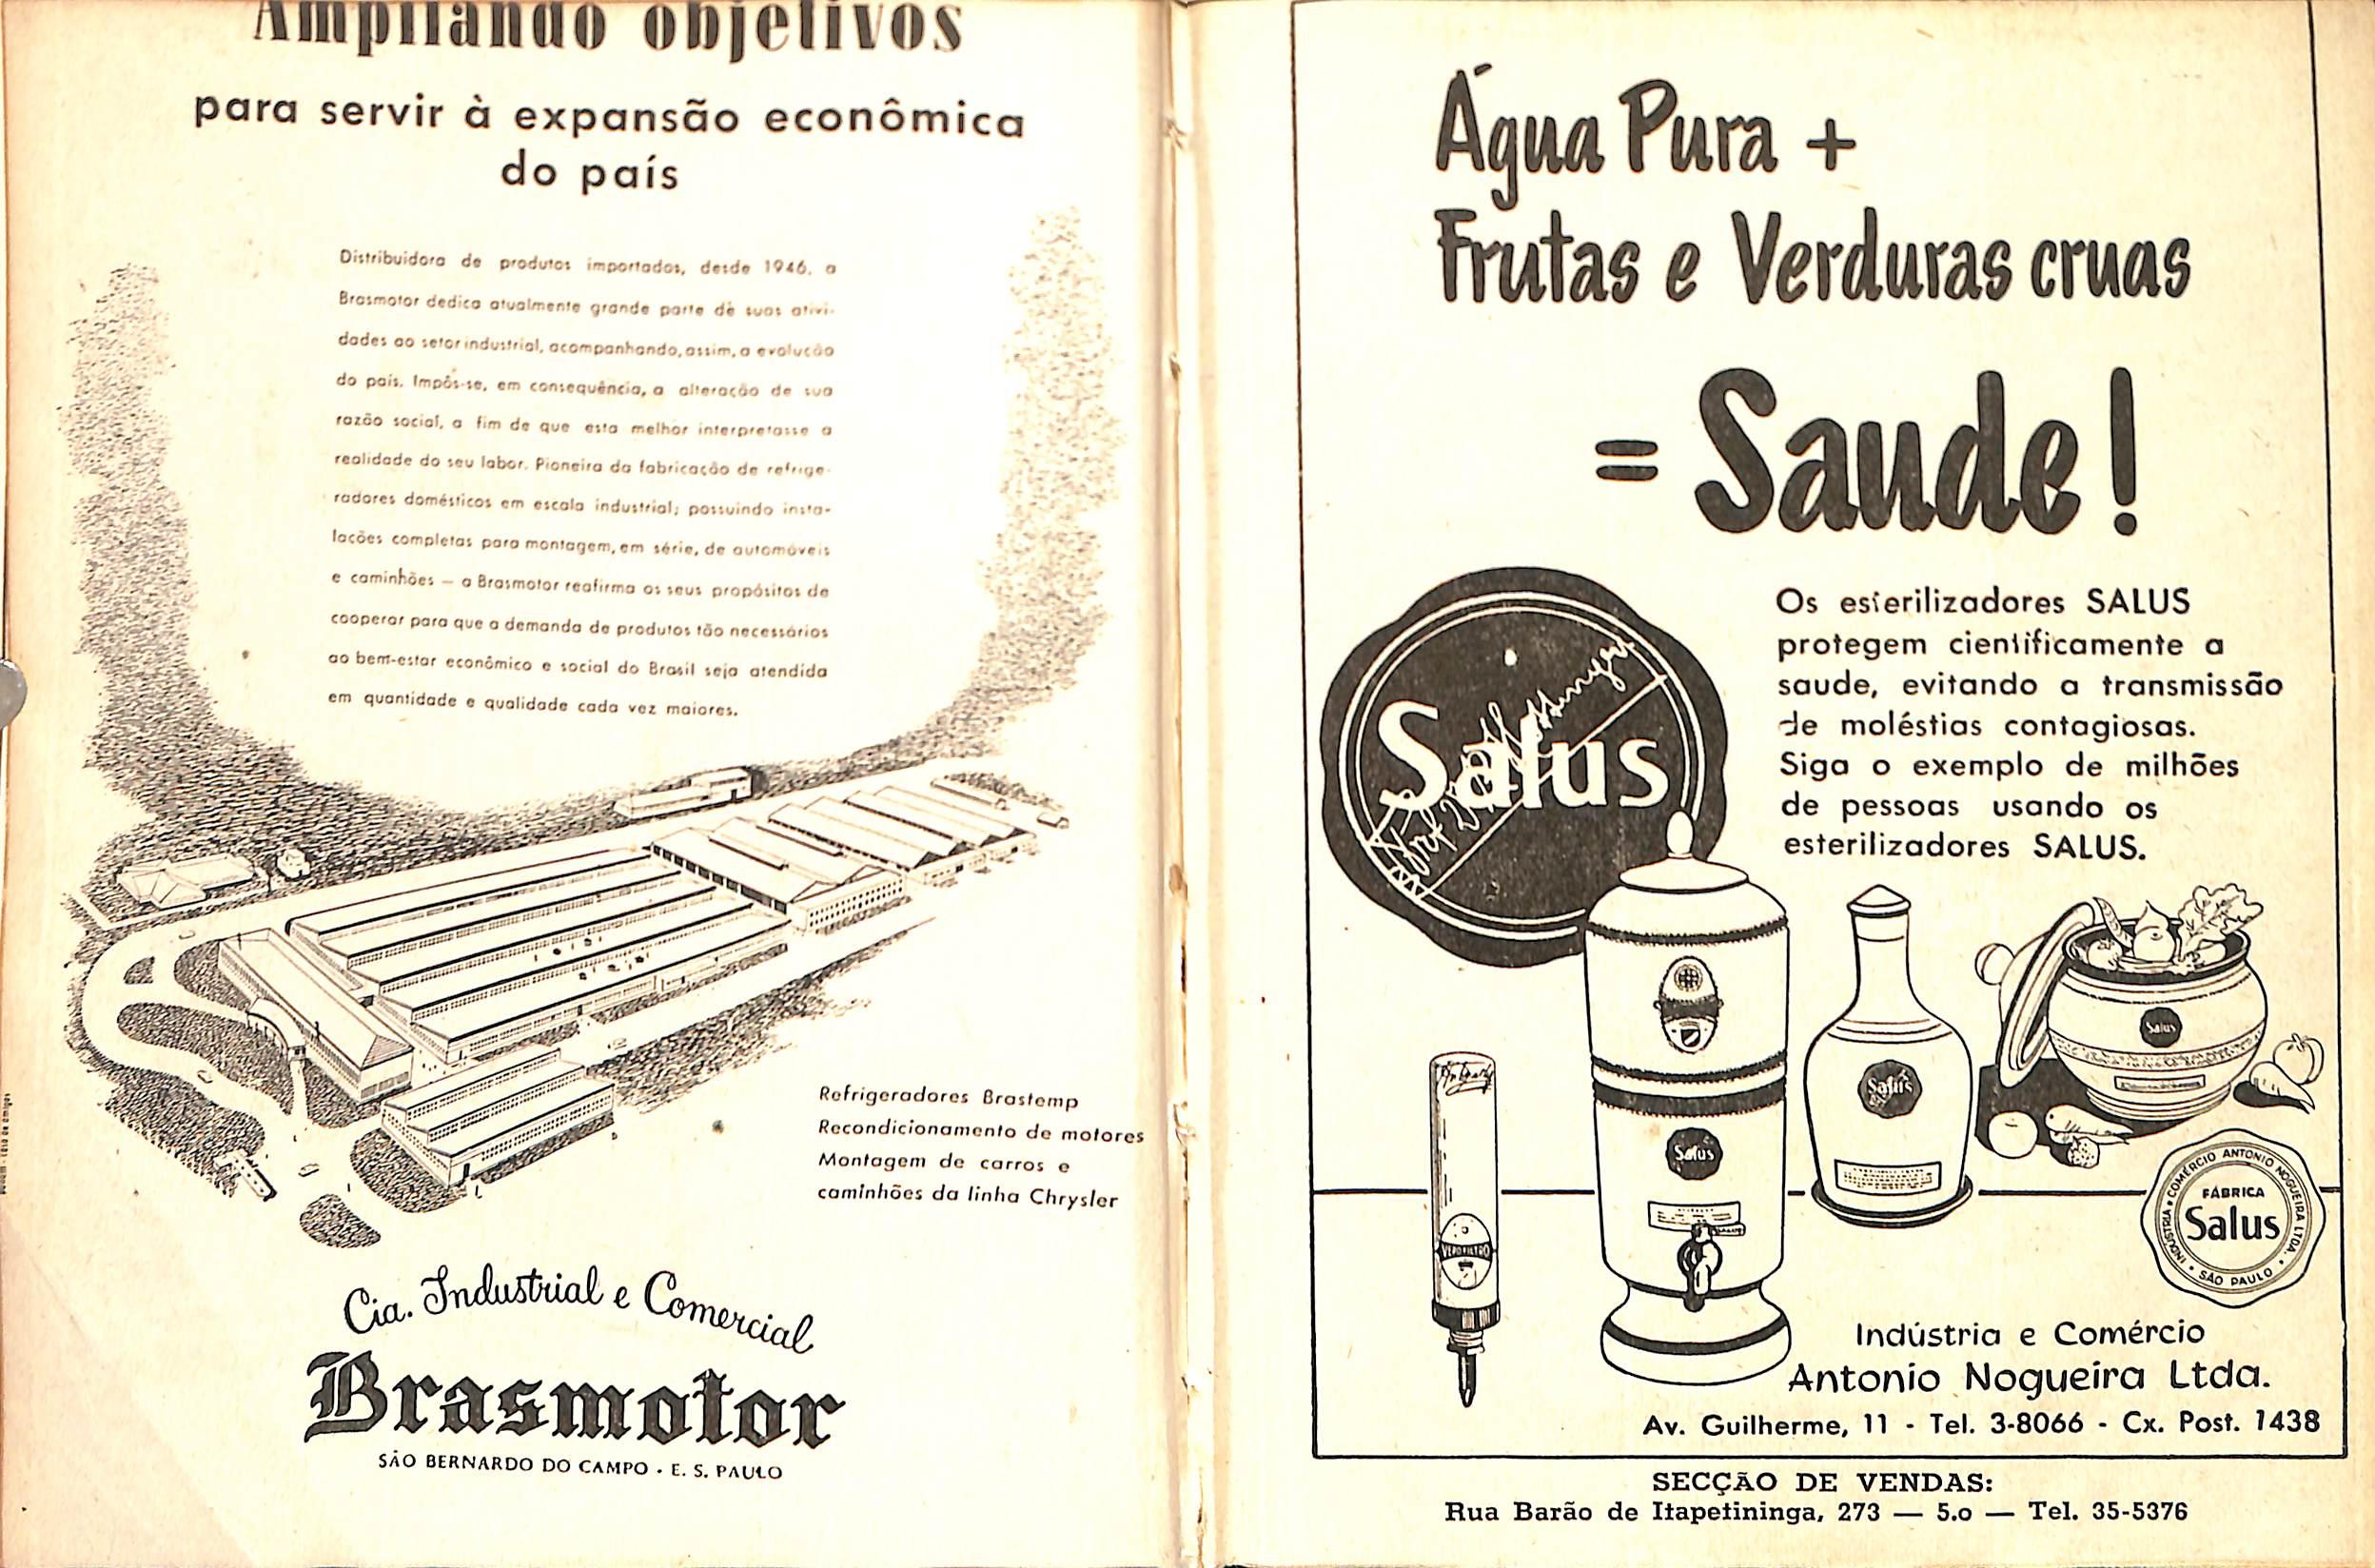 Ampliando objetivos
para servir à expansão econômica
do país
Distribuidora de produtos importados, desde 1946, a
Brasmotor dedica atualmente grande parte de suas ativi-
dades ao setor industrial, acompanhando, assim, a evolução
do país. Impôs-se, em consequência, a alteração de sua
razão social, a fim de que esta melhor interpretasse a
realidade do seu labor. Pioneira da fabricação de refrige-
radores domésticos em escala industrial; possuindo insta-
lações completas para montagem, em série, de automóveis
e caminhões — a Brasmotor reafirma os seus propósitos de
cooperar para que a demanda de produtos tão necessários
ao bem-estar econômico e social do Brasil seja atendida
em quantidade e qualidade cada vez maiores.
Refrigeradores Brastemp
Recondicionamento de motores
Montagem de carros e
caminhões da linha Chrysler
Cia. Industrial e Comercial
Brasmotor
SÃO BERNARDO DO CAMPO - E. S. PAULO
Água Pura +
Frutas e Verduras cruas
= Saude!
Os esterilizadores SALUS
protegem cientificamente a
saude, evitando a transmissão
de moléstias contagiosas.
Siga o exemplo de milhões
de pessoas usando os
esterilizadores SALUS.
Salus
Salus
Salus
Salus
INDÚSTRIA e COMÉRCIO ANTONIO NOGUEIRA LTDA.
FÁBRICA
Salus
SÃO PAULO
Indústria e Comércio
Antonio Nogueira Ltda.
Av. Guilherme, 11 - Tel. 3-8066 - Cx. Post. 1438
SECÇÃO DE VENDAS:
Rua Barão de Itapetininga, 273 — 5.o — Tel. 35-5376